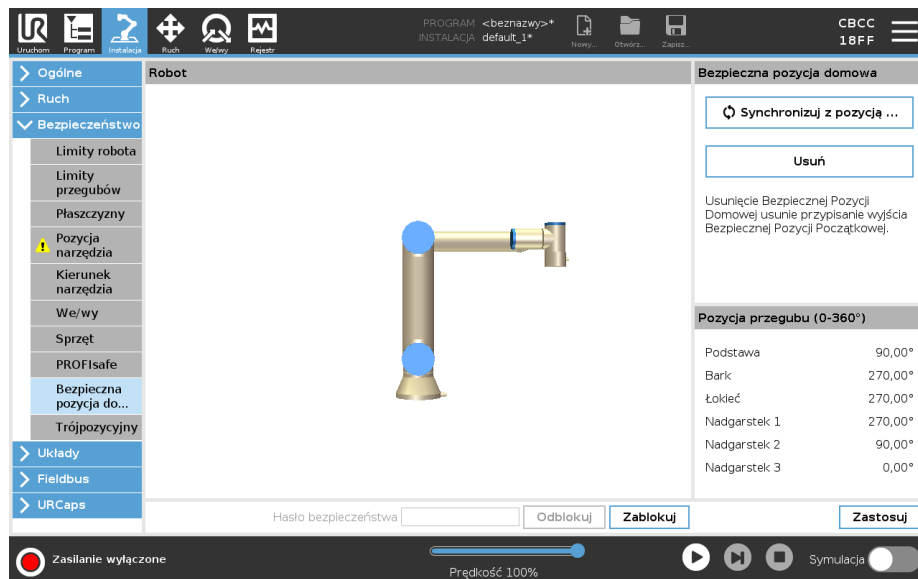 PROGRAM <beznazwy>*
INSTALACJA default_1*
CBCC
18FF
Uruchom Program Instalacja Ruch We/wy Rejestr
Nowy... Otwórz... Zapisz...
Ogólne
Ruch
Bezpieczeństwo
Limity robota
Limity
przegubów
Płaszczyzny
Pozycja
narzędzia
Kierunek
narzędzia
We/wy
Sprzęt
PROFIsafe
Bezpieczna
pozycja do...
Trójpozycyjny
Układy
Fieldbus
URCaps
Robot
Bezpieczna pozycja domowa
Synchronizuj z pozycją ...
Usuń
Usunięcie Bezpiecznej Pozycji
Domowej usunie przypisanie wyjścia
Bezpiecznej Pozycji Początkowej.
Pozycja przegubu (0-360°)
Podstawa 90,00°
Bark 270,00°
Łokieć 270,00°
Nadgarstek 1 270,00°
Nadgarstek 2 90,00°
Nadgarstek 3 0,00°
Hasło bezpieczeństwa Odblokuj Zablokuj Zastosuj
Zasilanie wyłączone
Prędkość 100%
Symulacja